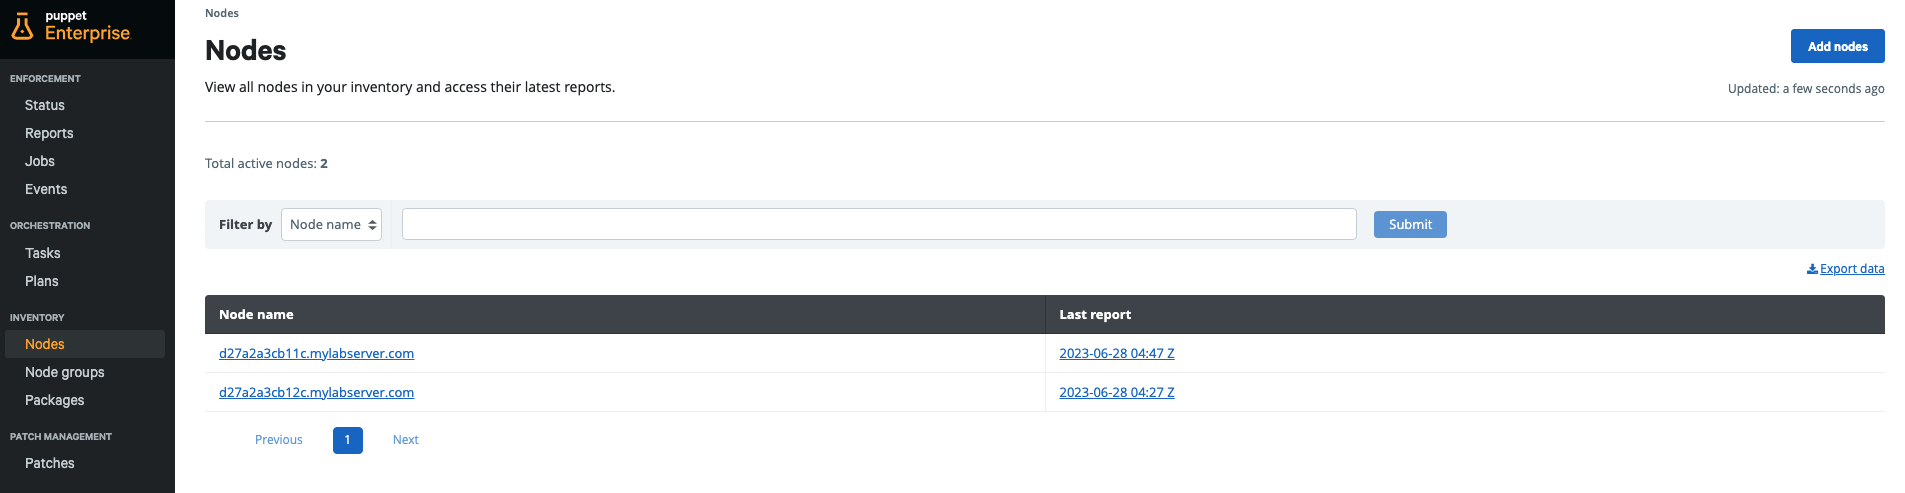 puppet
Enterprise
ENFORCEMENT
Status
Reports
Jobs
Events
ORCHESTRATION
Tasks
Plans
INVENTORY
Nodes
Node groups
Packages
PATCH MANAGEMENT
Patches
Nodes
Nodes
Add nodes
View all nodes in your inventory and access their latest reports.
Updated: a few seconds ago
Total active nodes: 2
Filter by Node name Submit
Export data
Node name Last report
d27a2a3cb11c.mylabserver.com 2023-06-28 04:47 Z
d27a2a3cb12c.mylabserver.com 2023-06-28 04:27 Z
Previous 1 Next